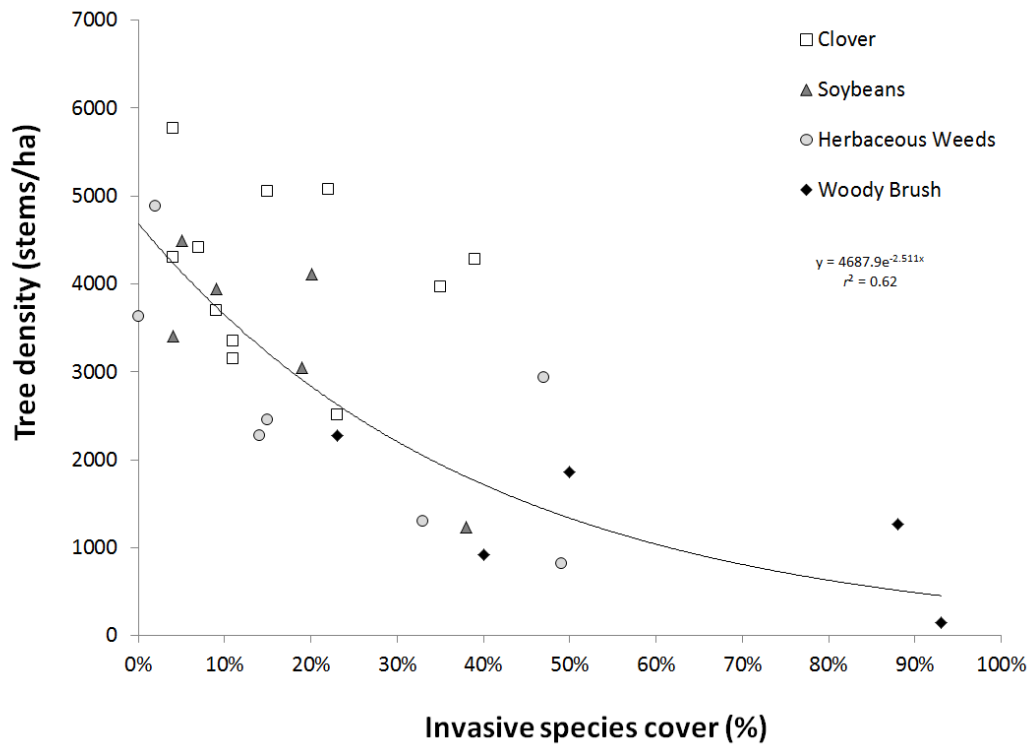 7000
6000
5000
4000
3000
2000
1000
0
Tree density (stems/ha)
Clover
Soybeans
Herbaceous Weeds
Woody Brush
y = 4687.9e^-2.511x
r² = 0.62
0% 10% 20% 30% 40% 50% 60% 70% 80% 90% 100%
Invasive species cover (%)